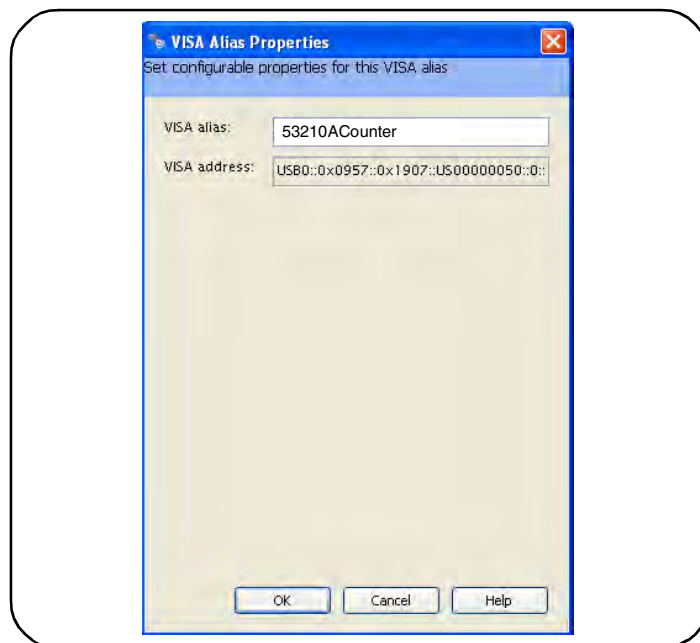 VISA Alias Properties
Set configurable properties for this VISA alias
VISA alias: 53210ACounter
VISA address: USB0::0x0957::0x1907::US00000050::0::
OK Cancel Help